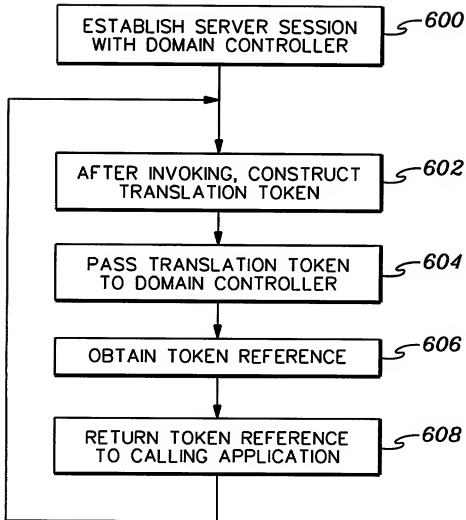 ESTABLISH SERVER SESSION
WITH DOMAIN CONTROLLER
600
AFTER INVOKING, CONSTRUCT
TRANSLATION TOKEN
602
PASS TRANSLATION TOKEN
TO DOMAIN CONTROLLER
604
OBTAIN TOKEN REFERENCE
606
RETURN TOKEN REFERENCE
TO CALLING APPLICATION
608